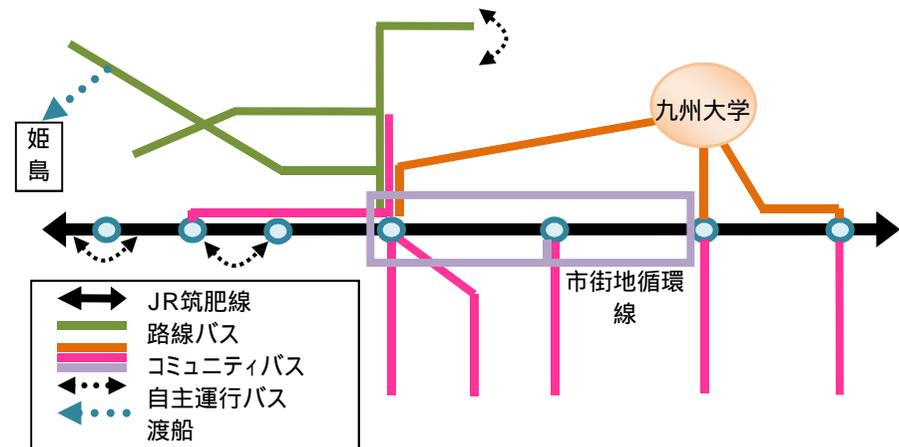 九州大学
姫
島
市街地循環
線
JR筑肥線
路線バス
コミュニティバス
自主運行バス
渡船